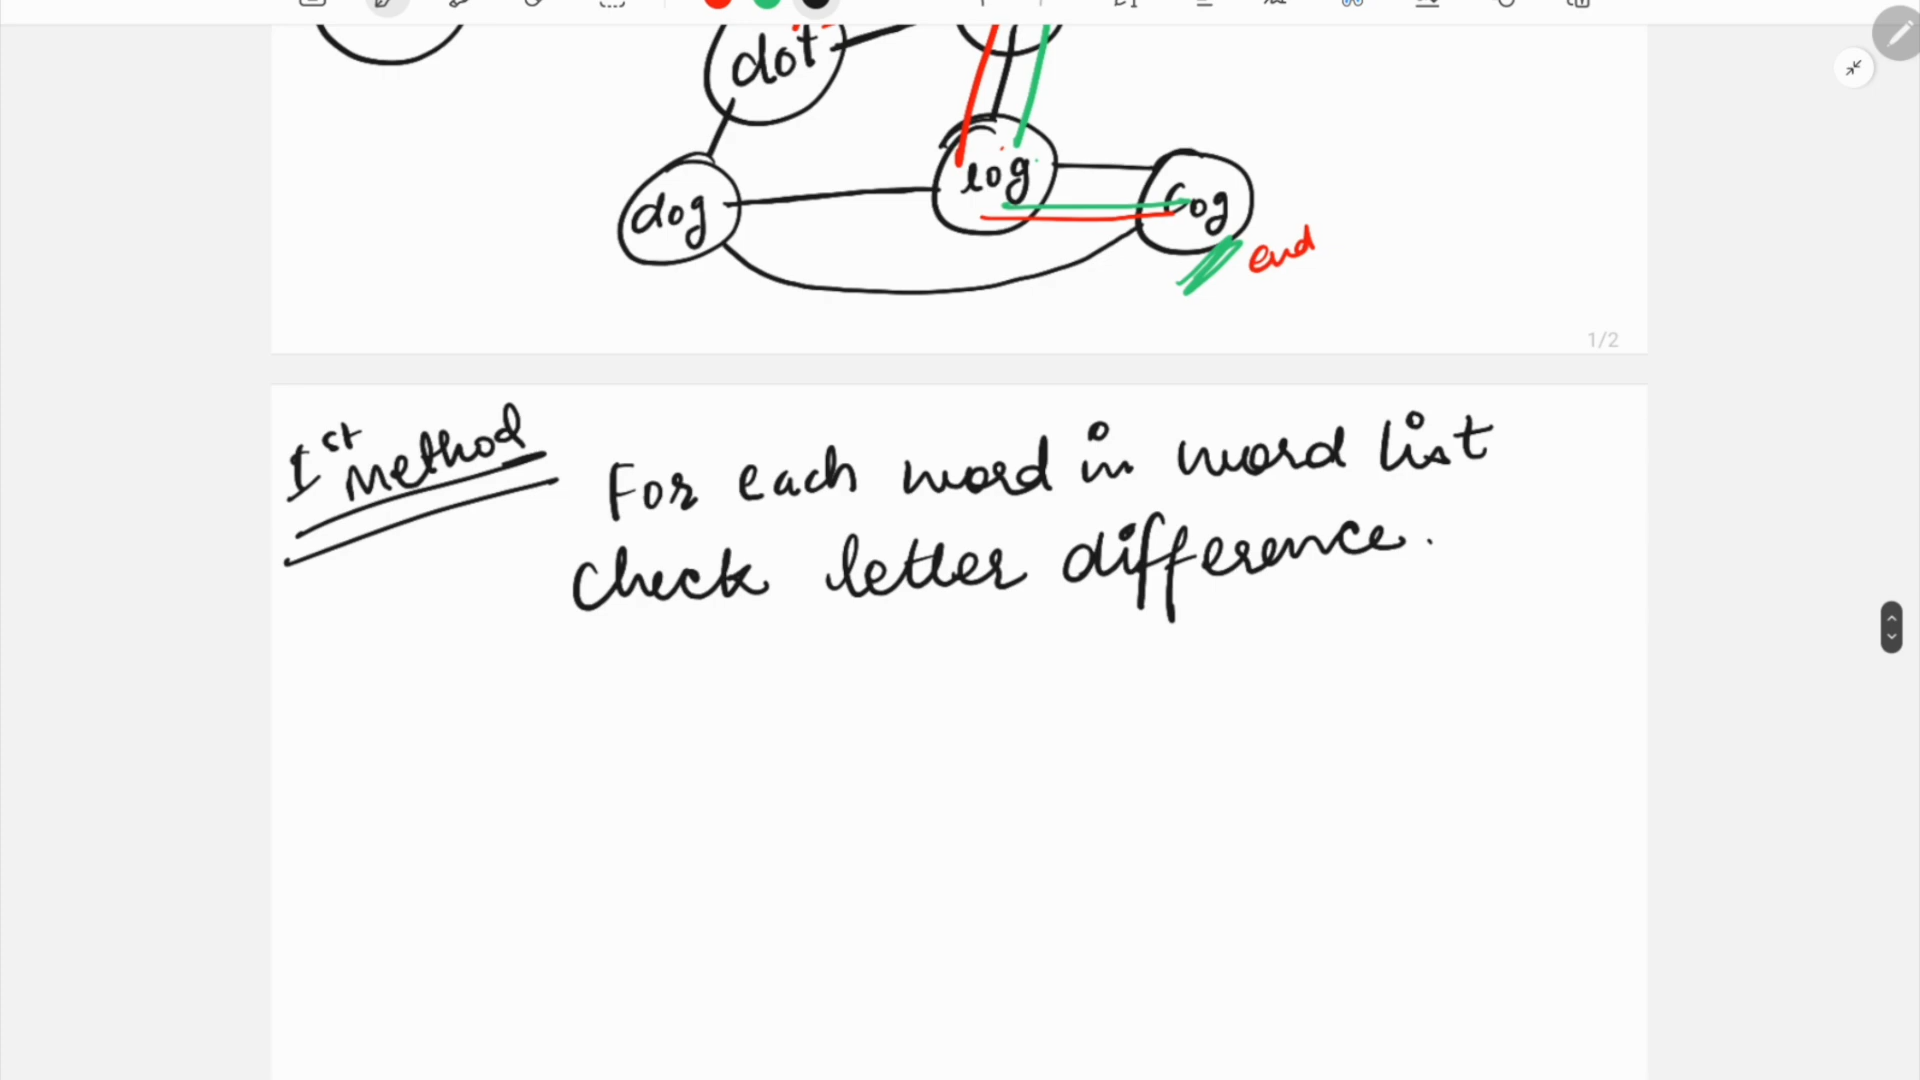 dot
log
dog
Cog
end
1/2
1st Method
For each word in word list
Check letter difference.